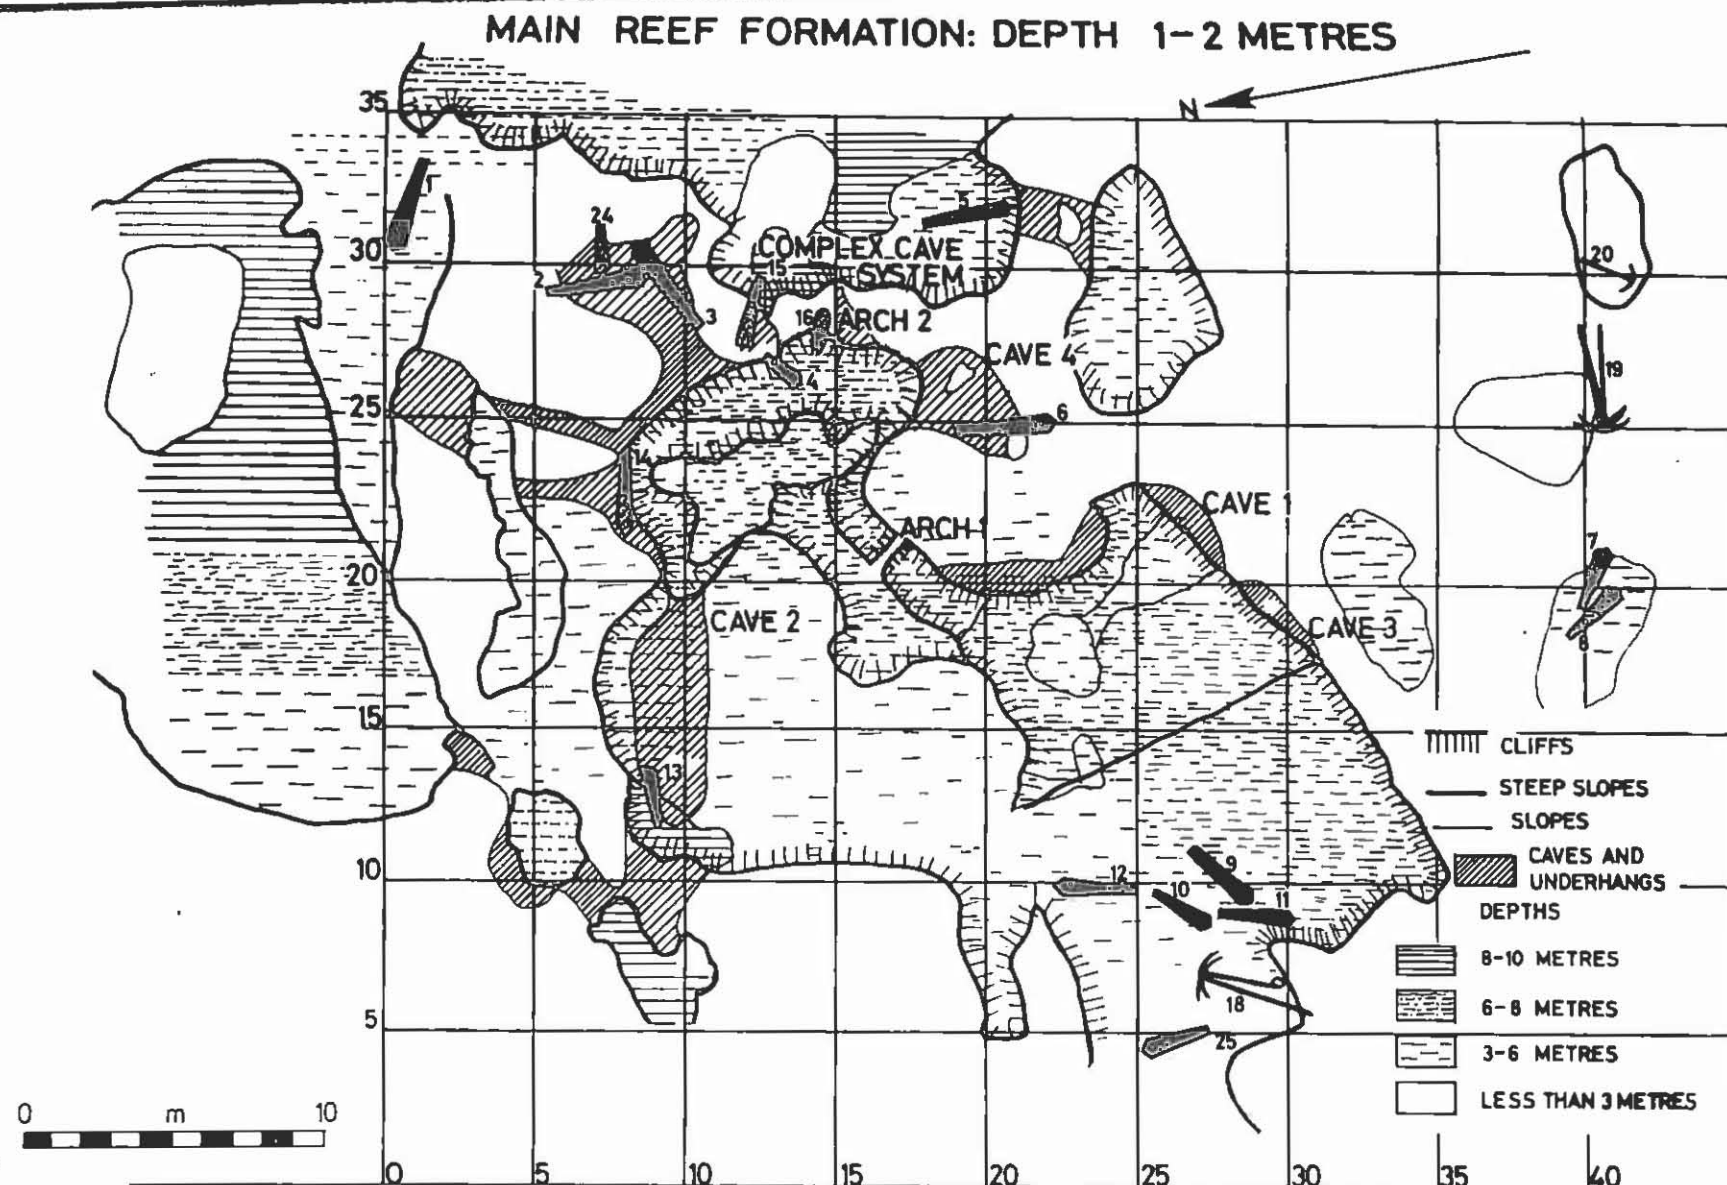 MAIN REEF FORMATION: DEPTH 1-2 METRES
N
35
1
24
5
30
COMPLEX CAVE
SYSTEM
15
20
2
3
16
ARCH 2
CAVE 4
19
4
25
6
14
CAVE 1
ARCH 1
7
20
CAVE 2
CAVE 3
8
15
CLIFFS
13
STEEP SLOPES
SLOPES
10
12
9
10
11
CAVES AND
UNDERHANGS
DEPTHS
8-10 METRES
18
6-8 METRES
5
25
3-6 METRES
LESS THAN 3 METRES
0 m 10
0 5 10 15 20 25 30 35 40